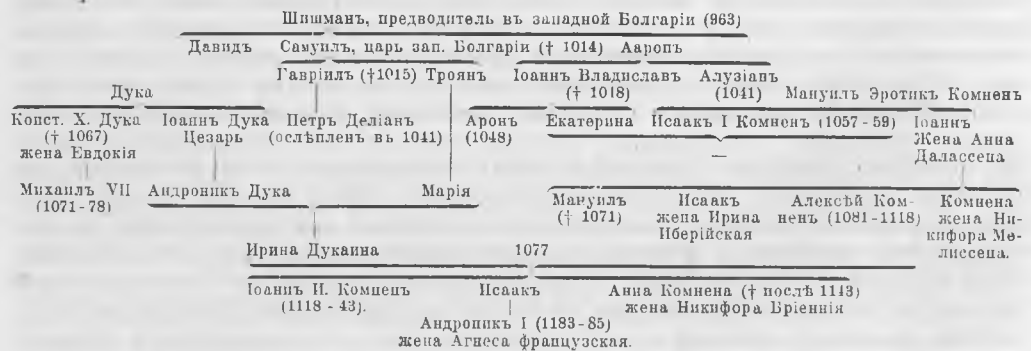 Шишманъ, предводитель въ западной Болгаріи (963)
Давидъ Самуилъ, царь зап. Болгаріи († 1014) Ааронъ
Гавріилъ (†1015) Троянъ Іоаннъ Владиславъ Алузіанъ
Дука († 1018) (1041) Мануилъ Эротикъ Комненъ
Конст. X. Дука Іоаннъ Дука Петръ Деліанъ Аронъ Екатерина Исаакъ I Комненъ (1057-59) Іоаннъ
(† 1067) Цезарь (ослѣпленъ въ 1041) (1048) Жена Анна
жена Евдокія — Далассена
Михаилъ VII Андроникъ Дука Марія
(1071-78) Мануилъ Исаакъ Алексѣй Ком- Комнена
(† 1071) жена Ирина ненъ (1081-1118) жена Ни-
Иберійская кифора Ме-
Ирина Дукаина 1077 лиссена.
Іоаннъ II. Комненъ Исаакъ Анна Комнена († послѣ 1143)
(1118 - 43). жена Никифора Вріеннія
Андроникъ I (1183-85)
жена Агнеса французская.